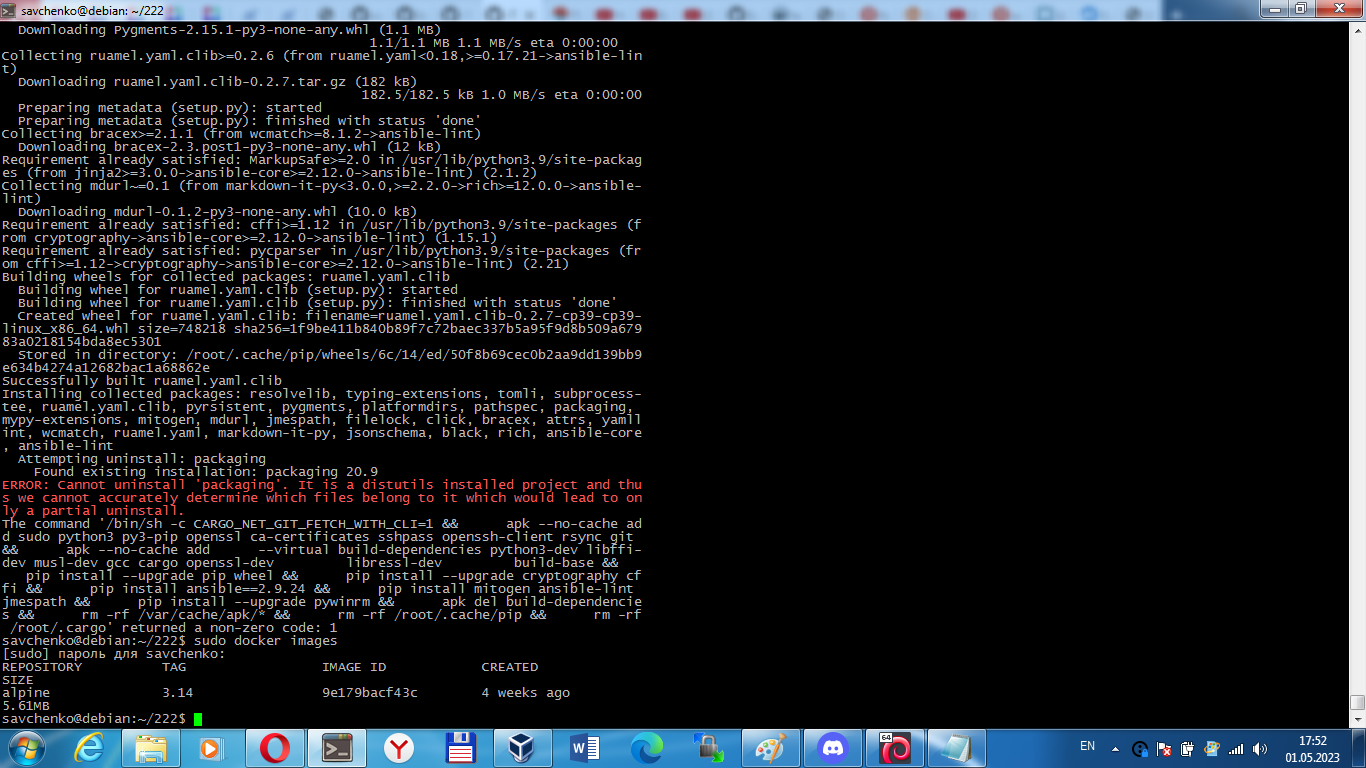 savchenko@debian: ~/222
  Downloading Pygments-2.15.1-py3-none-any.whl (1.1 MB)
                                              1.1/1.1 MB 1.1 MB/s eta 0:00:00
Collecting ruamel.yaml.clib>=0.2.6 (from ruamel.yaml<0.18,>=0.17.21->ansible-lin
t)
  Downloading ruamel.yaml.clib-0.2.7.tar.gz (182 kB)
                                             182.5/182.5 kB 1.0 MB/s eta 0:00:00
  Preparing metadata (setup.py): started
  Preparing metadata (setup.py): finished with status 'done'
Collecting bracex>=2.1.1 (from wcmatch>=8.1.2->ansible-lint)
  Downloading bracex-2.3.post1-py3-none-any.whl (12 kB)
Requirement already satisfied: MarkupSafe>=2.0 in /usr/lib/python3.9/site-packag
es (from jinja2>=3.0.0->ansible-core>=2.12.0->ansible-lint) (2.1.2)
Collecting mdurl~=0.1 (from markdown-it-py<3.0.0,>=2.2.0->rich>=12.0.0->ansible-
lint)
  Downloading mdurl-0.1.2-py3-none-any.whl (10.0 kB)
Requirement already satisfied: cffi>=1.12 in /usr/lib/python3.9/site-packages (f
rom cryptography->ansible-core>=2.12.0->ansible-lint) (1.15.1)
Requirement already satisfied: pycparser in /usr/lib/python3.9/site-packages (fr
om cffi>=1.12->cryptography->ansible-core>=2.12.0->ansible-lint) (2.21)
Building wheels for collected packages: ruamel.yaml.clib
  Building wheel for ruamel.yaml.clib (setup.py): started
  Building wheel for ruamel.yaml.clib (setup.py): finished with status 'done'
  Created wheel for ruamel.yaml.clib: filename=ruamel.yaml.clib-0.2.7-cp39-cp39-
linux_x86_64.whl size=748218 sha256=1f9be411b840b89f7c72baec337b5a95f9d8b509a679
83a0218154bda8ec5301
  Stored in directory: /root/.cache/pip/wheels/6c/14/ed/50f8b69cec0b2aa9dd139bb9
e634b4274a12682bac1a68862e
Successfully built ruamel.yaml.clib
Installing collected packages: resolvelib, typing-extensions, tomli, subprocess-
tee, ruamel.yaml.clib, pyrsistent, pygments, platformdirs, pathspec, packaging,
mypy-extensions, mitogen, mdurl, jmespath, filelock, click, bracex, attrs, yamll
int, wcmatch, ruamel.yaml, markdown-it-py, jsonschema, black, rich, ansible-core
, ansible-lint
  Attempting uninstall: packaging
    Found existing installation: packaging 20.9
ERROR: Cannot uninstall 'packaging'. It is a distutils installed project and thu
s we cannot accurately determine which files belong to it which would lead to on
ly a partial uninstall.
The command '/bin/sh -c CARGO_NET_GIT_FETCH_WITH_CLI=1 &&      apk --no-cache ad
d sudo python3 py3-pip openssl ca-certificates sshpass openssh-client rsync git
&&      apk --no-cache add      --virtual build-dependencies python3-dev libffi-
dev musl-dev gcc cargo openssl-dev         libressl-dev         build-base &&
   pip install --upgrade pip wheel &&      pip install --upgrade cryptography cf
fi &&      pip install ansible==2.9.24 &&      pip install mitogen ansible-lint
jmespath &&      pip install --upgrade pywinrm &&      apk del build-dependencie
s &&      rm -rf /var/cache/apk/* &&      rm -rf /root/.cache/pip &&      rm -rf
 /root/.cargo' returned a non-zero code: 1
savchenko@debian:~/222$ sudo docker images
[sudo] пароль для savchenko:
REPOSITORY          TAG                 IMAGE ID            CREATED
SIZE
alpine              3.14                9e179bacf43c        4 weeks ago
5.61MB
savchenko@debian:~/222$
EN
17:52
01.05.2023
64